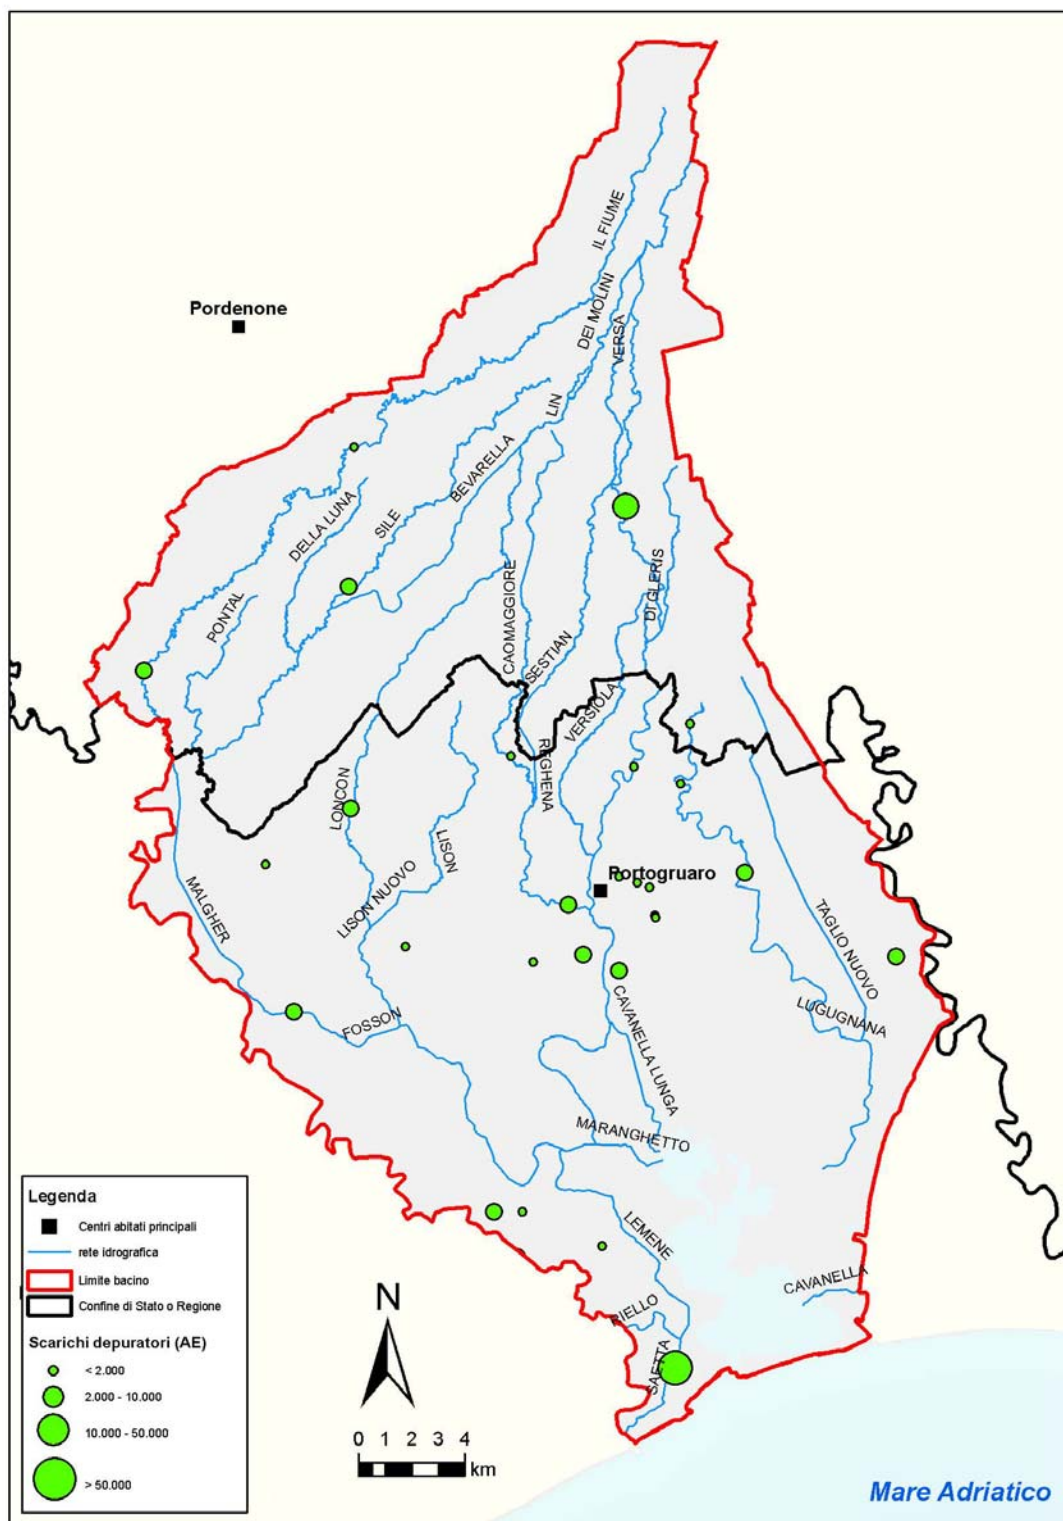 IL FIUME
Pordenone
DEI MOLINI
VERSA
LIN
BEVARELLA
DELLA LUNA
SILE
PONTAL
CAOMAGGIORE
DI GLERIS
SESTIAN
VERSIOLA
REGHENA
LONCON
LISON
LISON NUOVO
MALGHER
Portogruaro
TAGLIO NUOVO
LUGUGNANA
FOSSON
CAVANELLA LUNGA
MARANGHETTO
LEMENE
CAVANELLA
RIELLO
SAETTA
Legenda
Centri abitati principali
rete idrografica
Limite bacino
Confine di Stato o Regione
Scarichi depuratori (AE)
< 2.000
2.000 - 10.000
10.000 - 50.000
> 50.000
N
0 1 2 3 4
km
Mare Adriatico